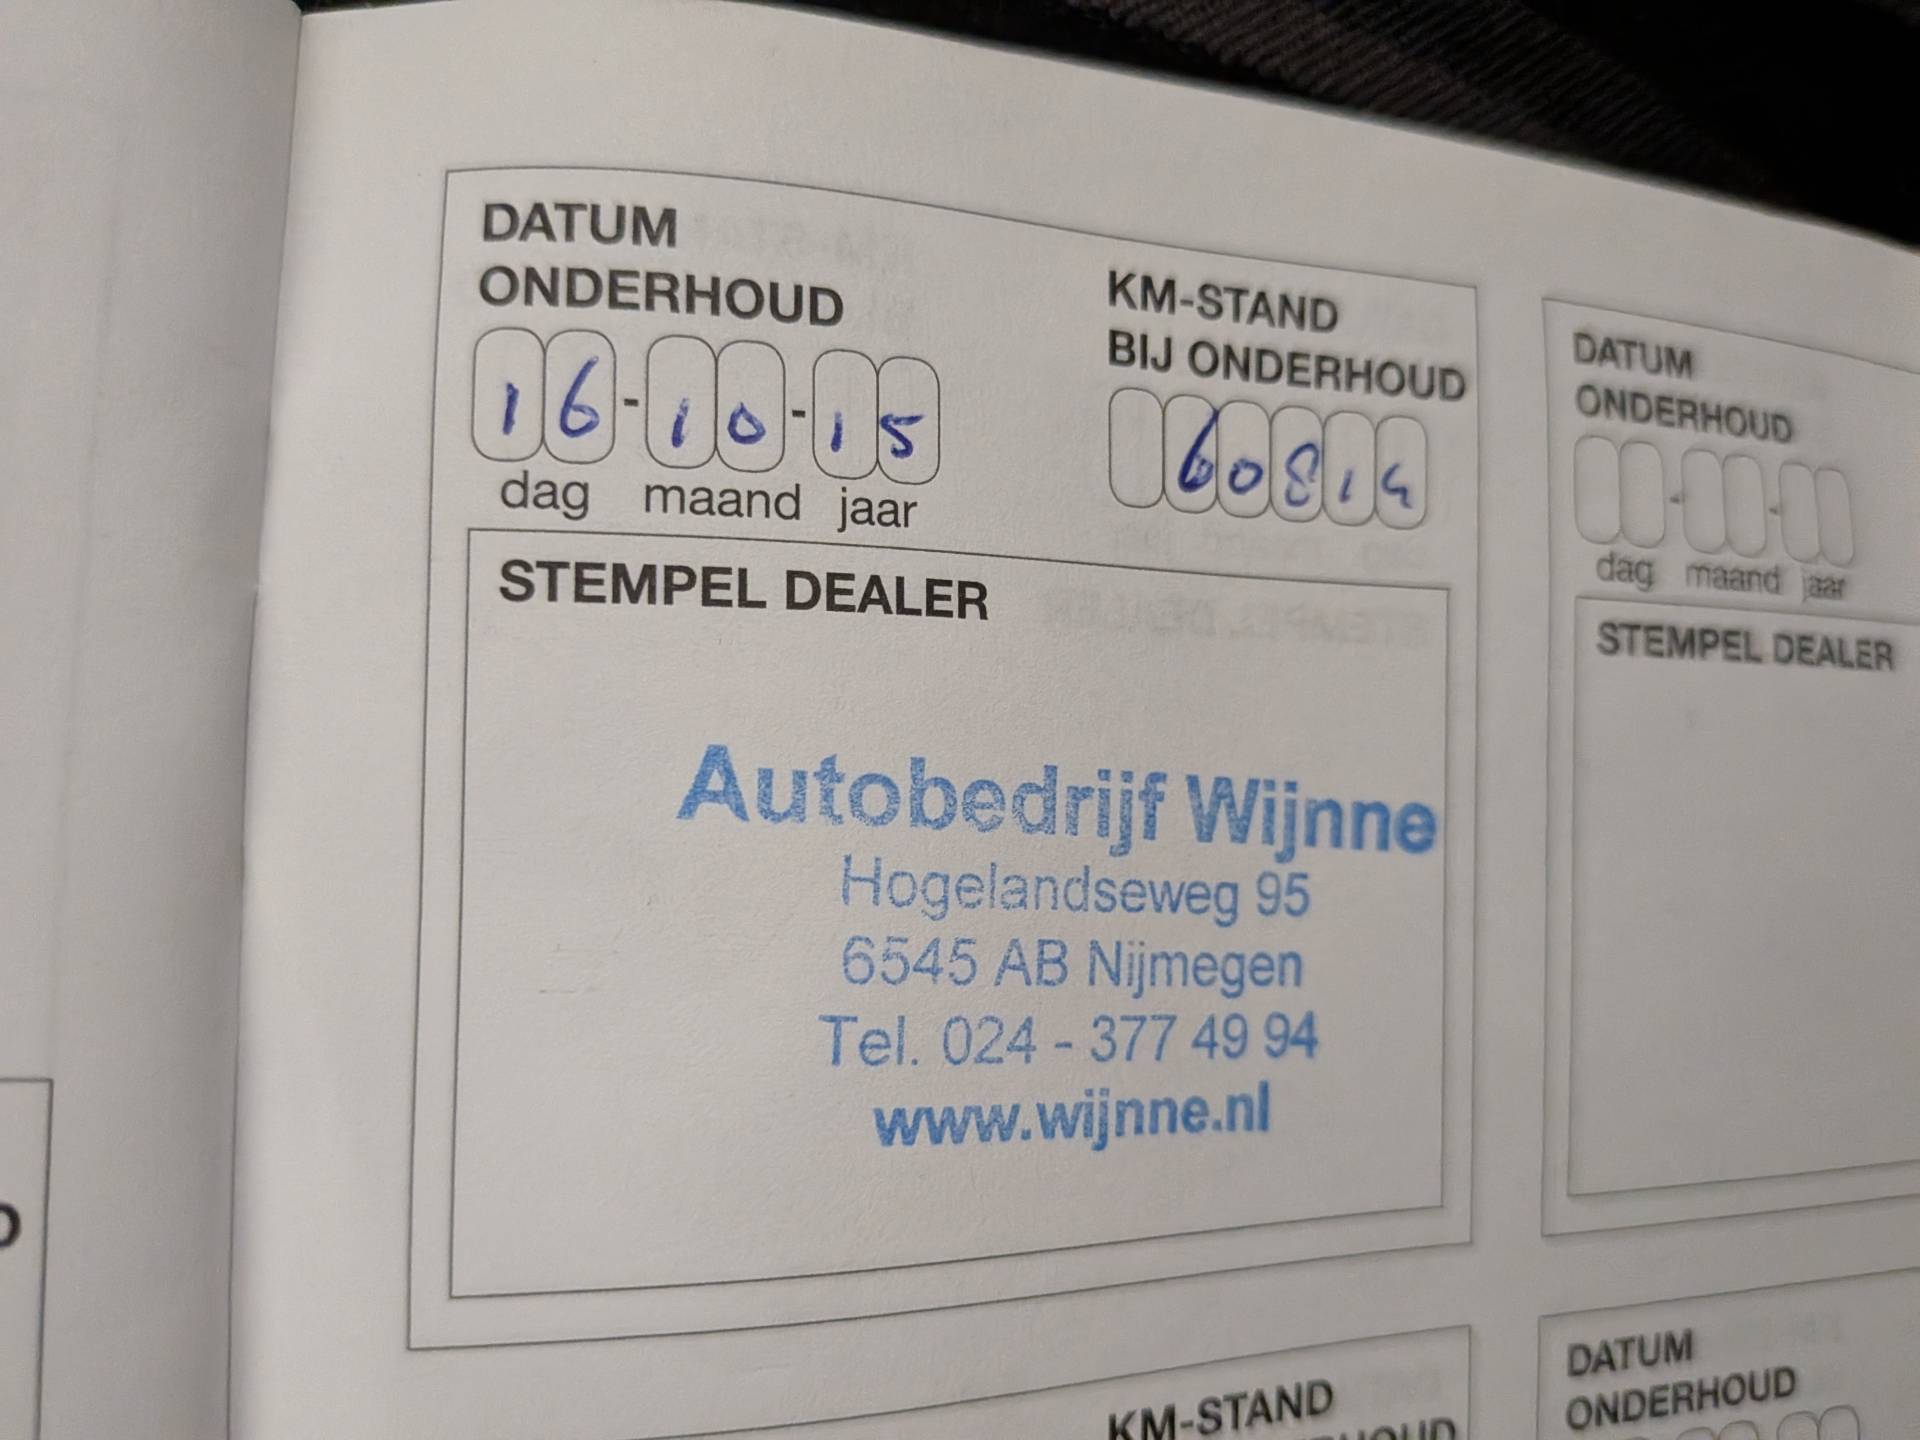 DATUM
ONDERHOUD
16-10-15
dag maand jaar
KM-STAND
BIJ ONDERHOUD
60814
STEMPEL DEALER
Autobedrijf Wijnne
Hogelandseweg 95
6545 AB Nijmegen
Tel. 024 - 377 49 94
www.wijnne.nl
DATUM
ONDERHOUD
- -
dag maand jaar
STEMPEL DEALER
KM-STAND
DATUM
ONDERHOUD